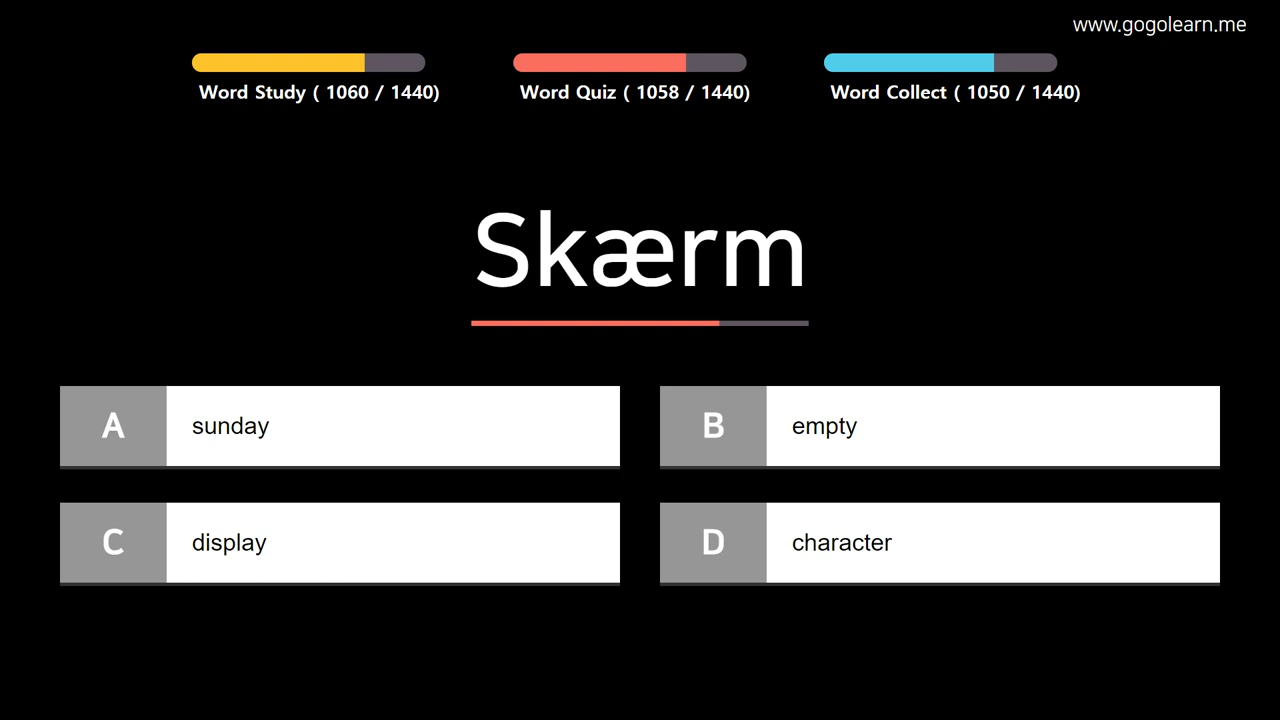 www.gogolearn.me
Word Study ( 1060 / 1440)
Word Quiz ( 1058 / 1440)
Word Collect ( 1050 / 1440)
Skærm
A sunday
B empty
C display
D character